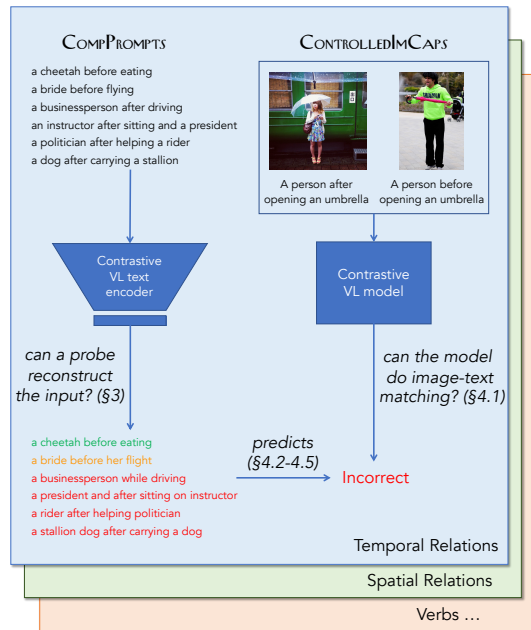 COMPPROMPTS
a cheetah before eating
a bride before flying
a businessperson after driving
an instructor after sitting and a president
a politician after helping a rider
a dog after carrying a stallion
CONTROLLEDIMCAPS
A person after
opening an umbrella
A person before
opening an umbrella
Contrastive
VL text
encoder
Contrastive
VL model
can a probe
reconstruct
the input? (§3)
can the model
do image-text
matching? (§4.1)
a cheetah before eating
a bride before her flight
a businessperson while driving
a president and after sitting on instructor
a rider after helping politician
a stallion dog after carrying a dog
predicts
(§4.2-4.5)
Incorrect
Temporal Relations
Spatial Relations
Verbs ...